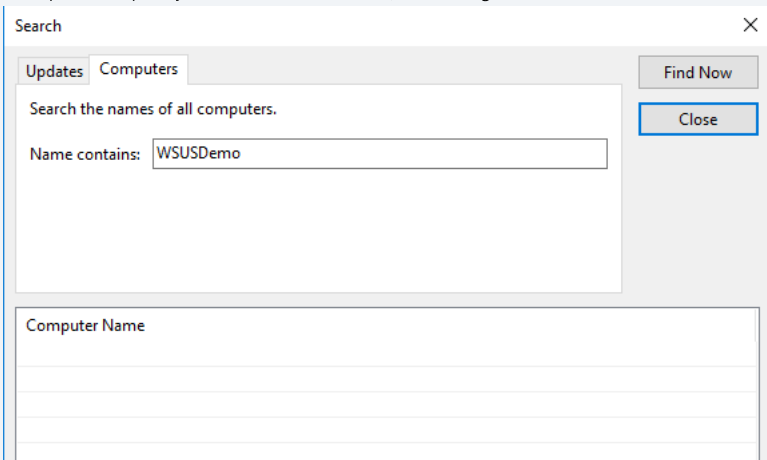 Search
Updates Computers
Find Now
Search the names of all computers.
Close
Name contains: WSUSDemo
Computer Name